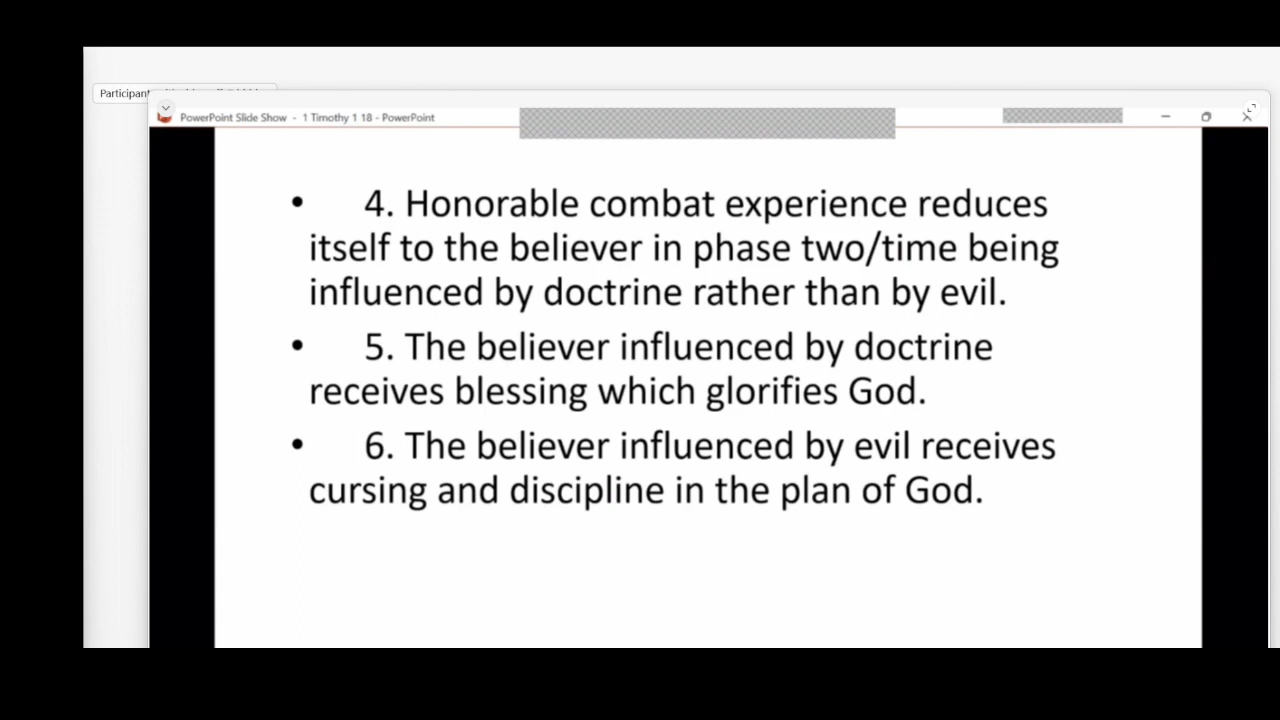 Participant
PowerPoint Slide Show - 1 Timothy 1 18 - PowerPoint
• 4. Honorable combat experience reduces
itself to the believer in phase two/time being
influenced by doctrine rather than by evil.
• 5. The believer influenced by doctrine
receives blessing which glorifies God.
• 6. The believer influenced by evil receives
cursing and discipline in the plan of God.